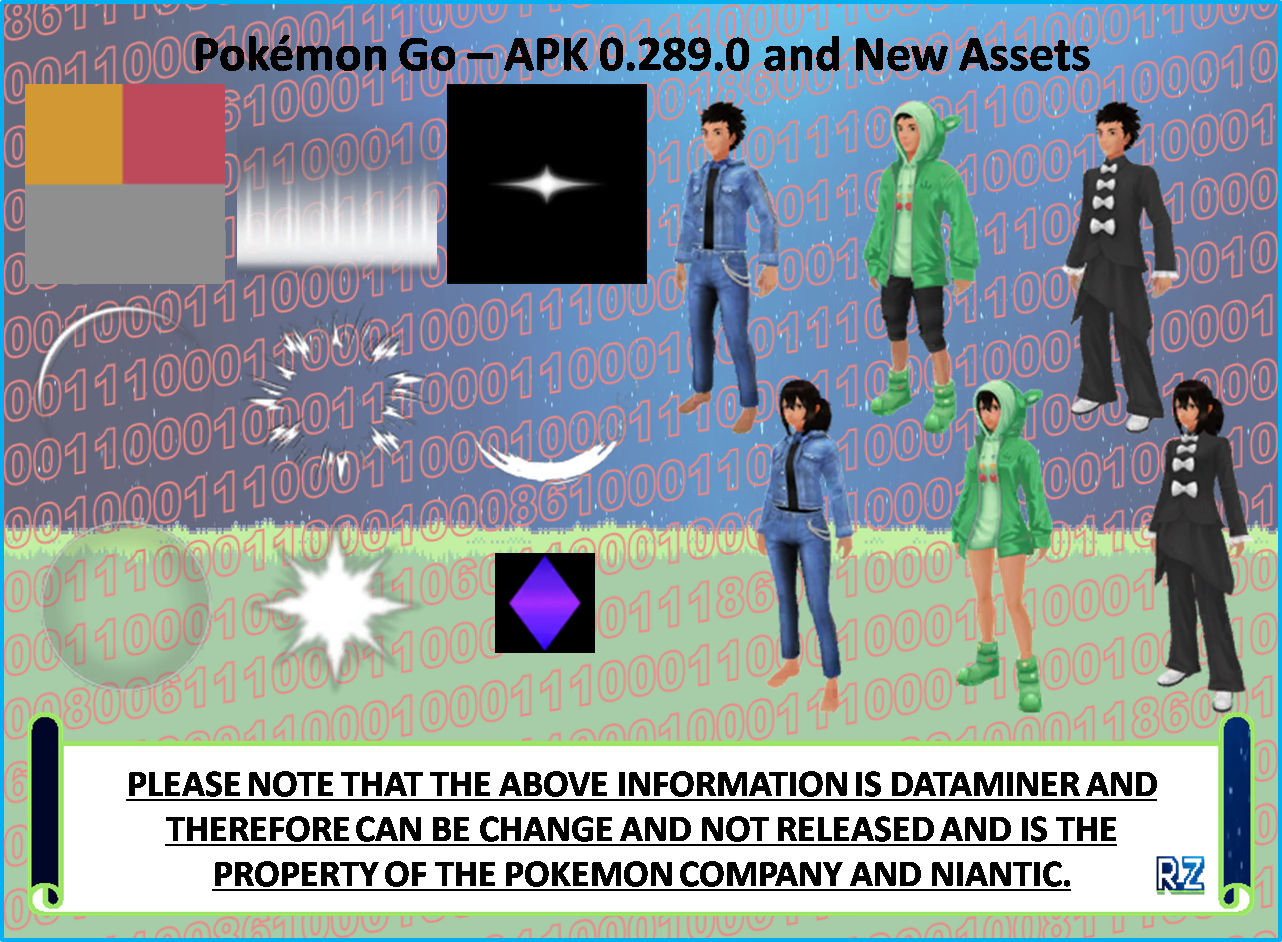 Pokémon Go – APK 0.289.0 and New Assets
PLEASE NOTE THAT THE ABOVE INFORMATION IS DATAMINER AND
THEREFORE CAN BE CHANGE AND NOT RELEASED AND IS THE
PROPERTY OF THE POKEMON COMPANY AND NIANTIC.
RZ